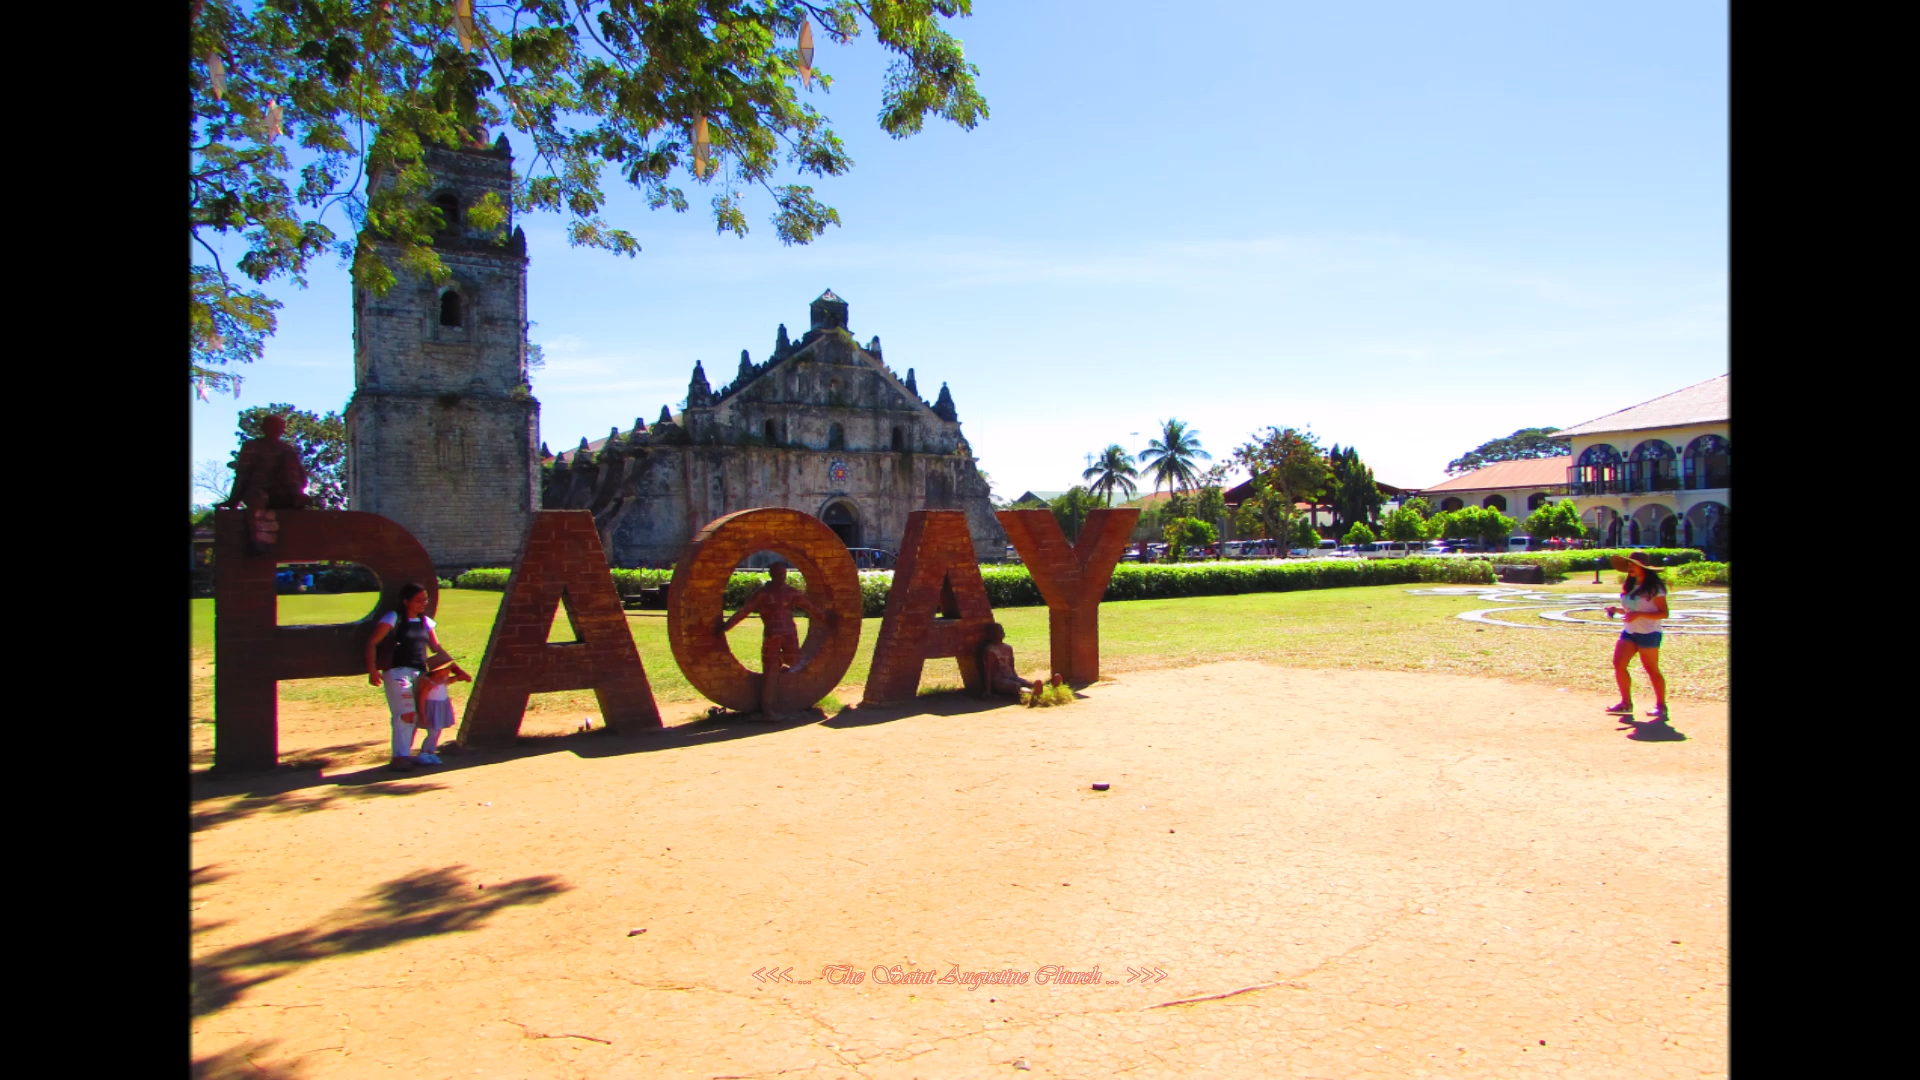 PAOAY
<<< ... The Saint Augustine Church ... >>>